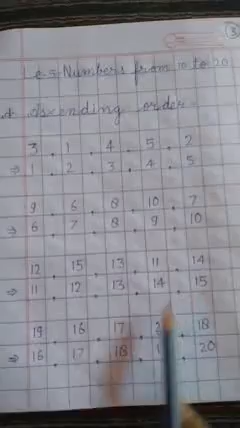 ③
L-5 Numbers from 10 to 20
Ascending order
3, 1, 4, 5, 2
⇒ 1, 2, 3, 4, 5
9, 6, 8, 10, 7
⇒ 6, 7, 8, 9, 10
12, 15, 13, 11, 14
⇒ 11, 12, 13, 14, 15
19, 16, 17, 18
⇒ 16, 17, 18, 20